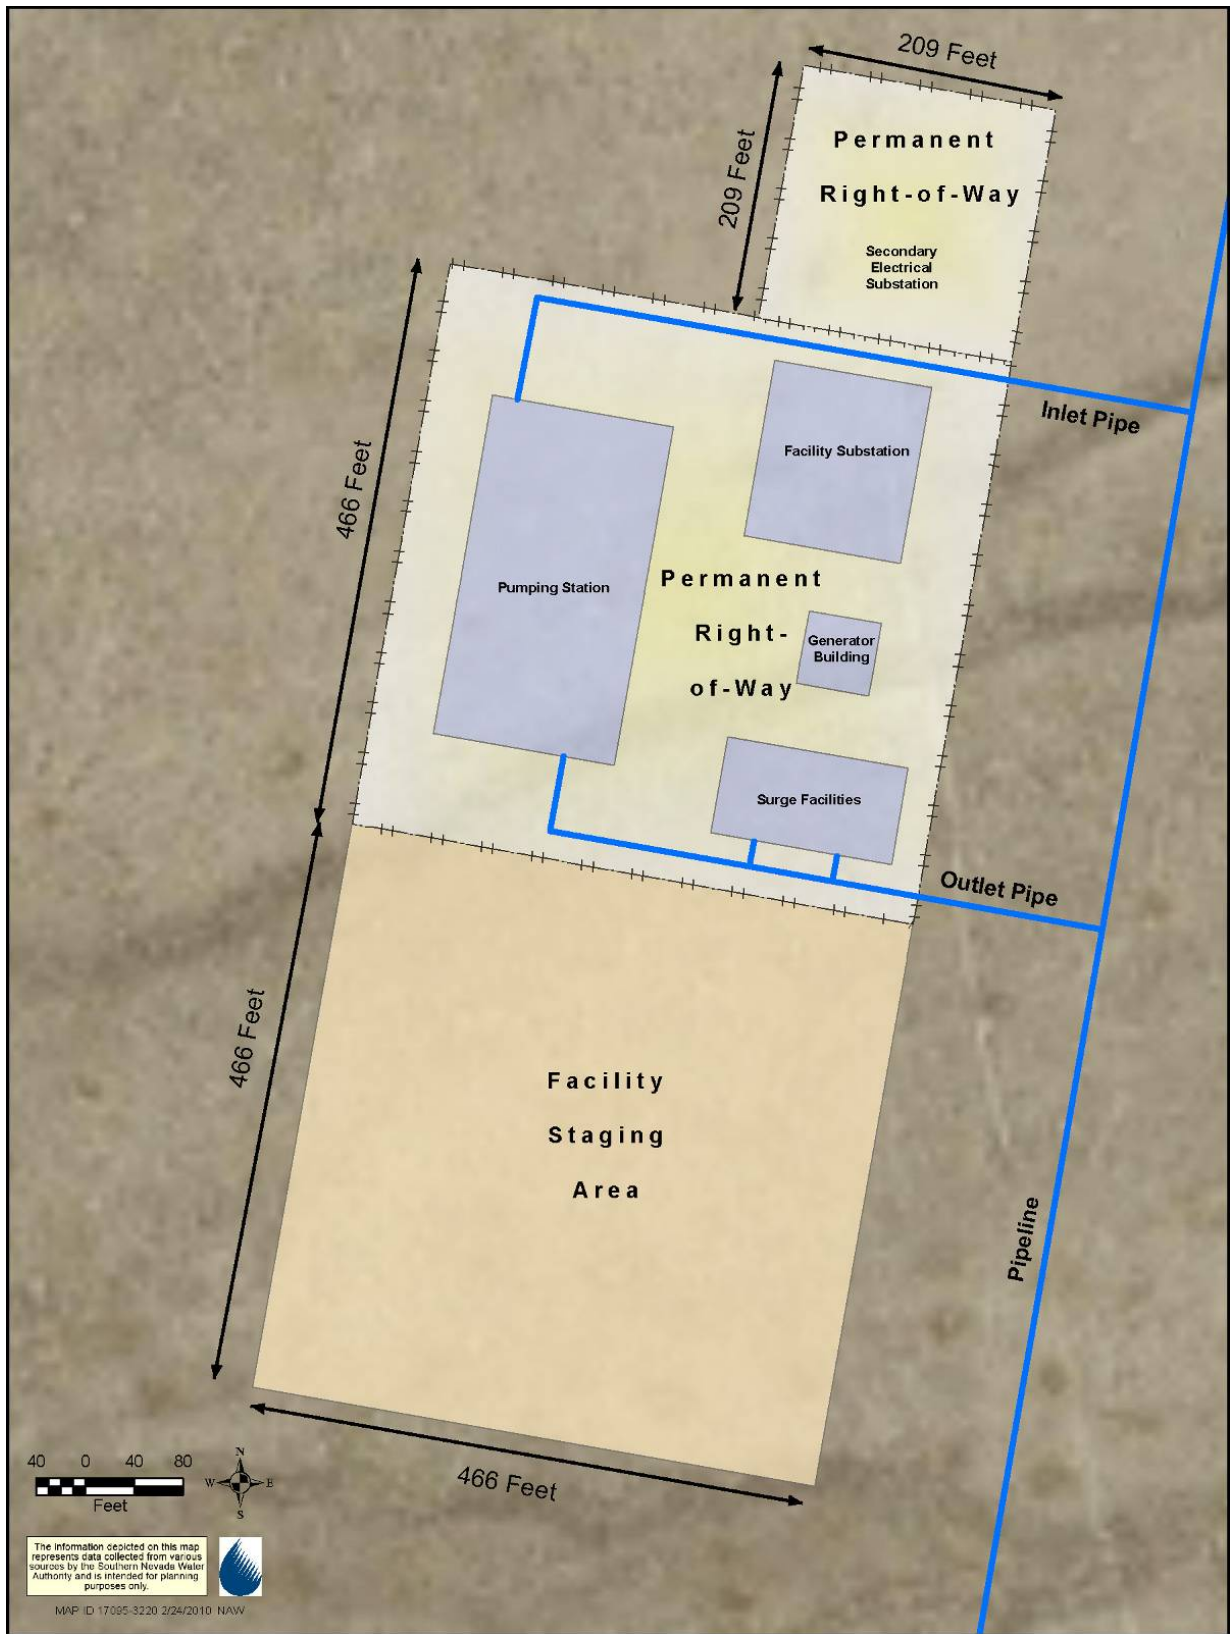 209 Feet
209 Feet
Permanent
Right-of-Way
Secondary
Electrical
Substation
466 Feet
Inlet Pipe
Facility Substation
Pumping Station
Permanent
Right-
of-Way
Generator
Building
Surge Facilities
Outlet Pipe
466 Feet
Facility
Staging
Area
Pipeline
466 Feet
40 0 40 80
Feet
N
W E
S
The information depicted on this map
represents data collected from various
sources by the Southern Nevada Water
Authority and is intended for planning
purposes only.
MAP ID 17095-3220 2/24/2010 NAW